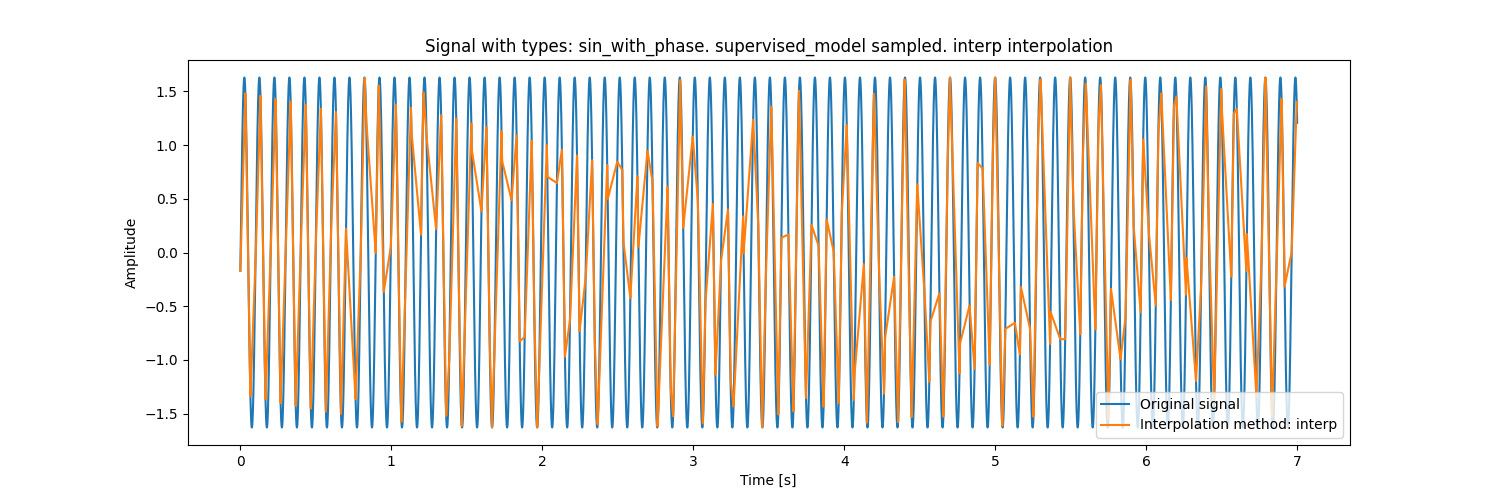 Signal with types: sin_with_phase. supervised_model sampled. interp interpolation
Amplitude
1.5
1.0
0.5
0.0
−0.5
−1.0
−1.5
0 1 2 3 4 5 6 7
Time [s]
Original signal
Interpolation method: interp